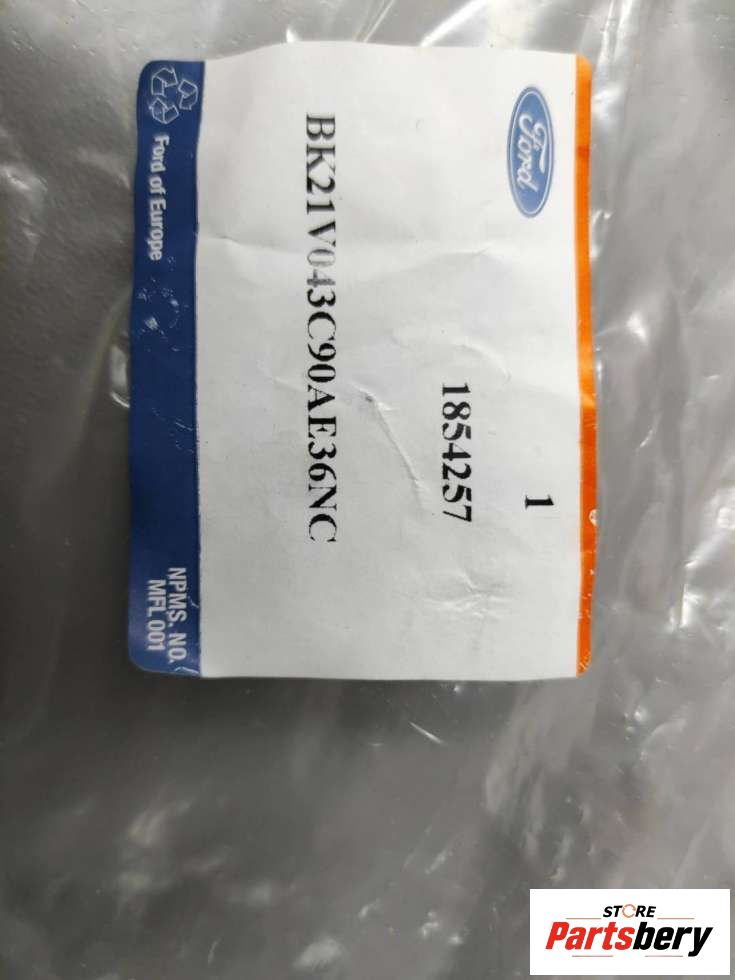 Ford
1
1854257
BK21V043C90AE36NC
Ford of Europe
NPMS. NO.
MFL 001
STORE
Partsbery